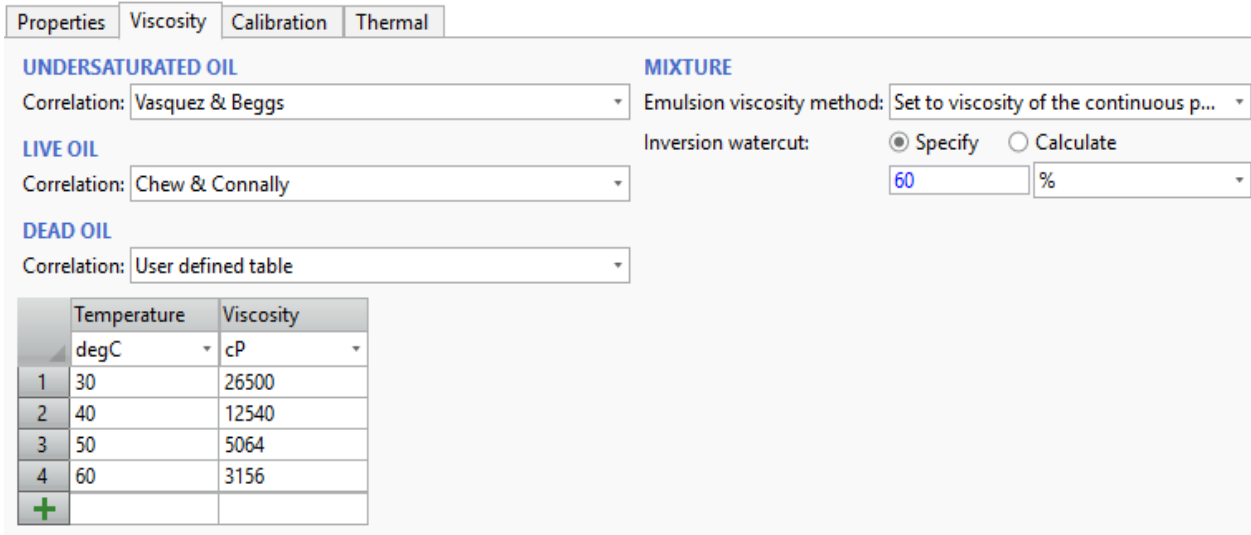 Properties Viscosity Calibration Thermal
UNDERSATURATED OIL
Correlation: Vasquez & Beggs
LIVE OIL
Correlation: Chew & Connally
DEAD OIL
Correlation: User defined table
Temperature Viscosity
degC cP
1 30 26500
2 40 12540
3 50 5064
4 60 3156
MIXTURE
Emulsion viscosity method: Set to viscosity of the continuous p...
Inversion watercut: Specify Calculate
60 %